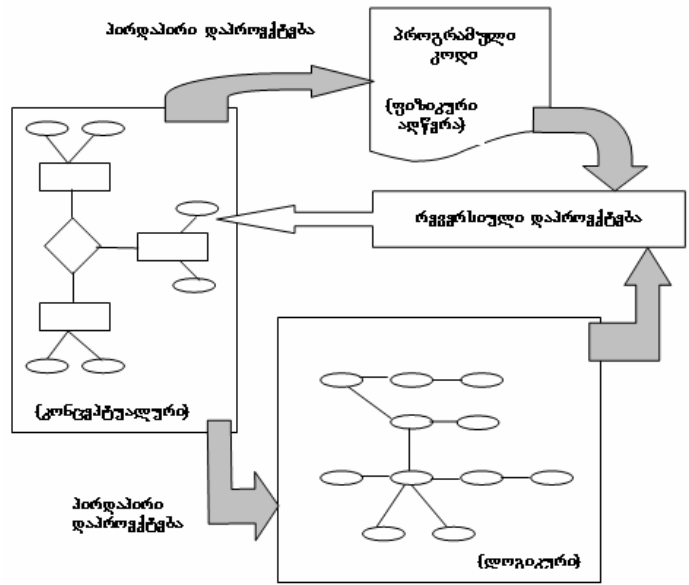 პირდაპირი დაპროექტება
პროგრამული
კოდი
{ფიზიკური
აღწერა}
რევერსიული დაპროექტება
{კონცეპტუალური}
პირდაპირი
დაპროექტება
{ლოგიკური}